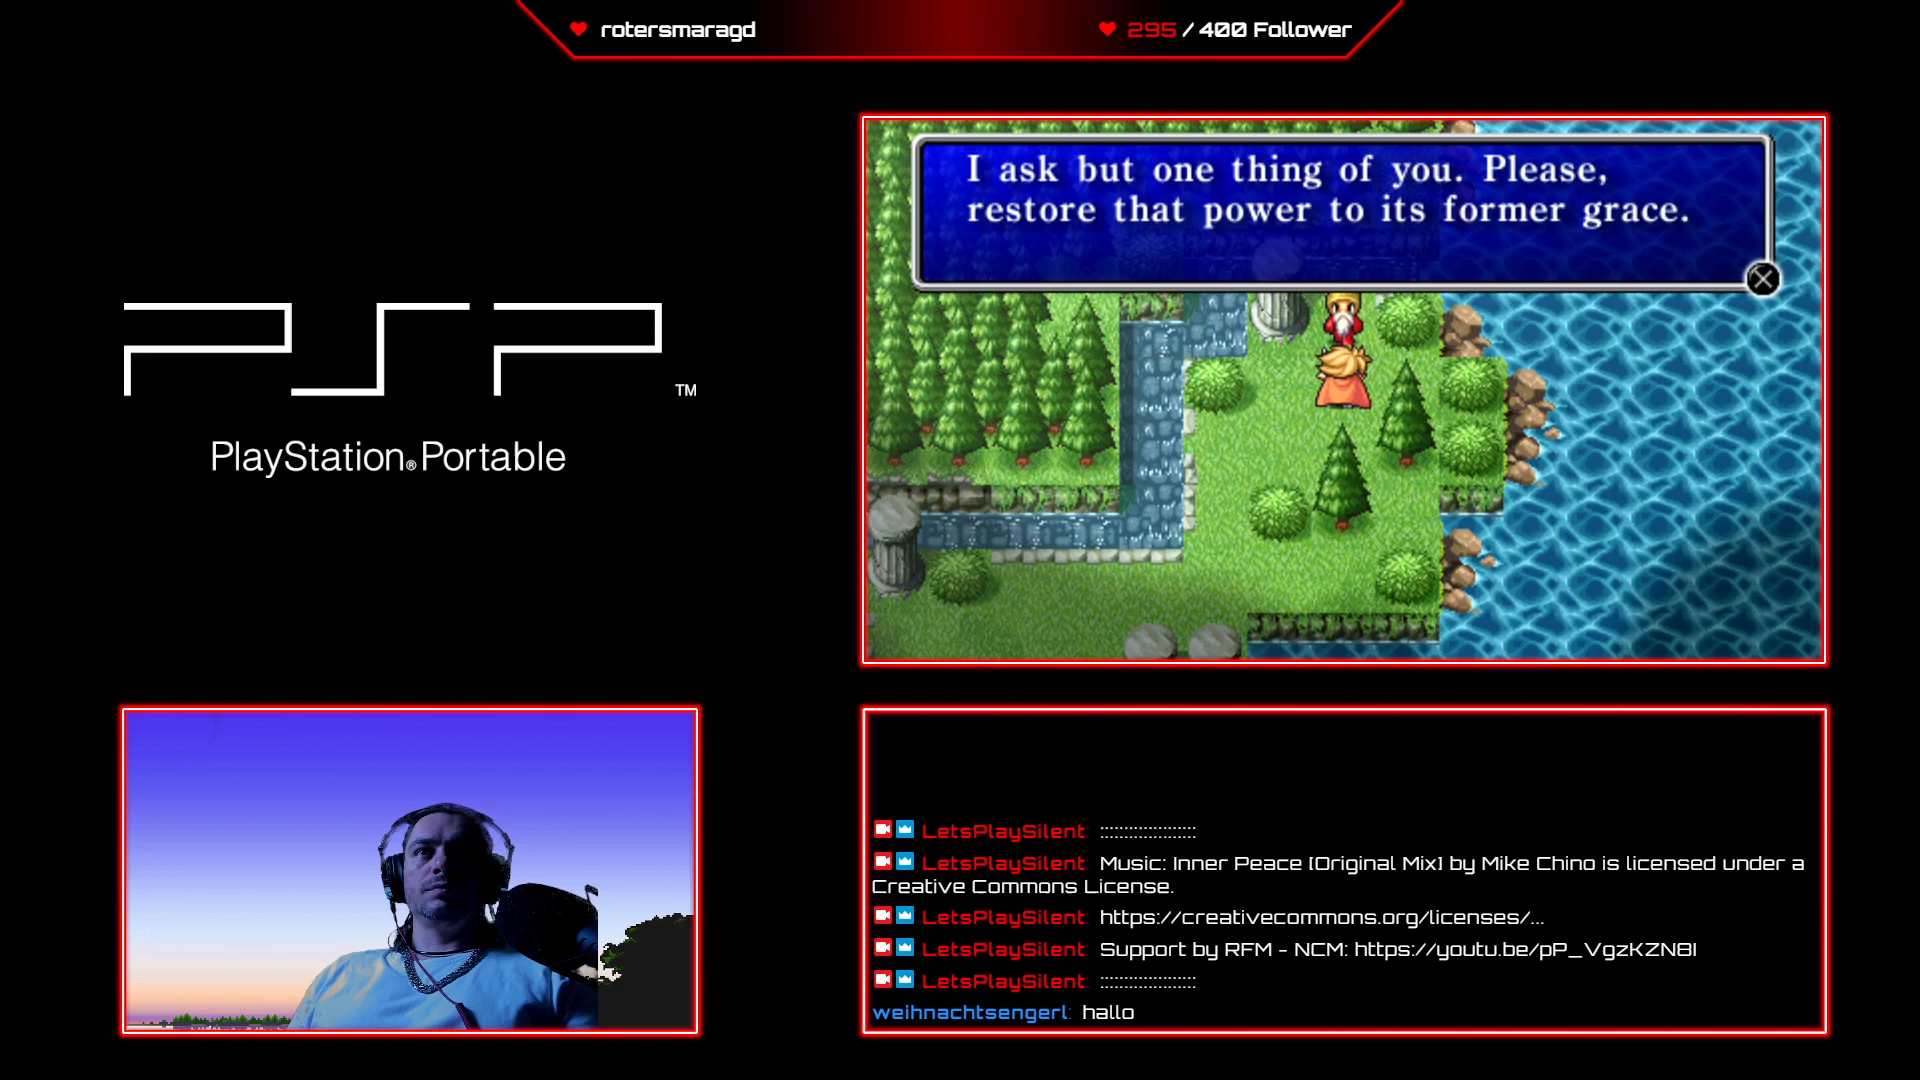 rotersmaragd
295 / 400 Follower
I ask but one thing of you. Please,
restore that power to its former grace.
PSP
TM
PlayStation® Portable
LetsPlaySilent: ::::::::::::::::::::
LetsPlaySilent: Music: Inner Peace [Original Mix] by Mike Chino is licensed under a
Creative Commons License.
LetsPlaySilent: https://creativecommons.org/licenses/...
LetsPlaySilent: Support by RFM - NCM: https://youtu.be/pP_VgzKZN8I
LetsPlaySilent: ::::::::::::::::::::
weihnachtsengerl: hallo